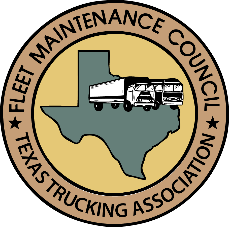 FLEET MAINTENANCE COUNCIL
TEXAS TRUCKING ASSOCIATION